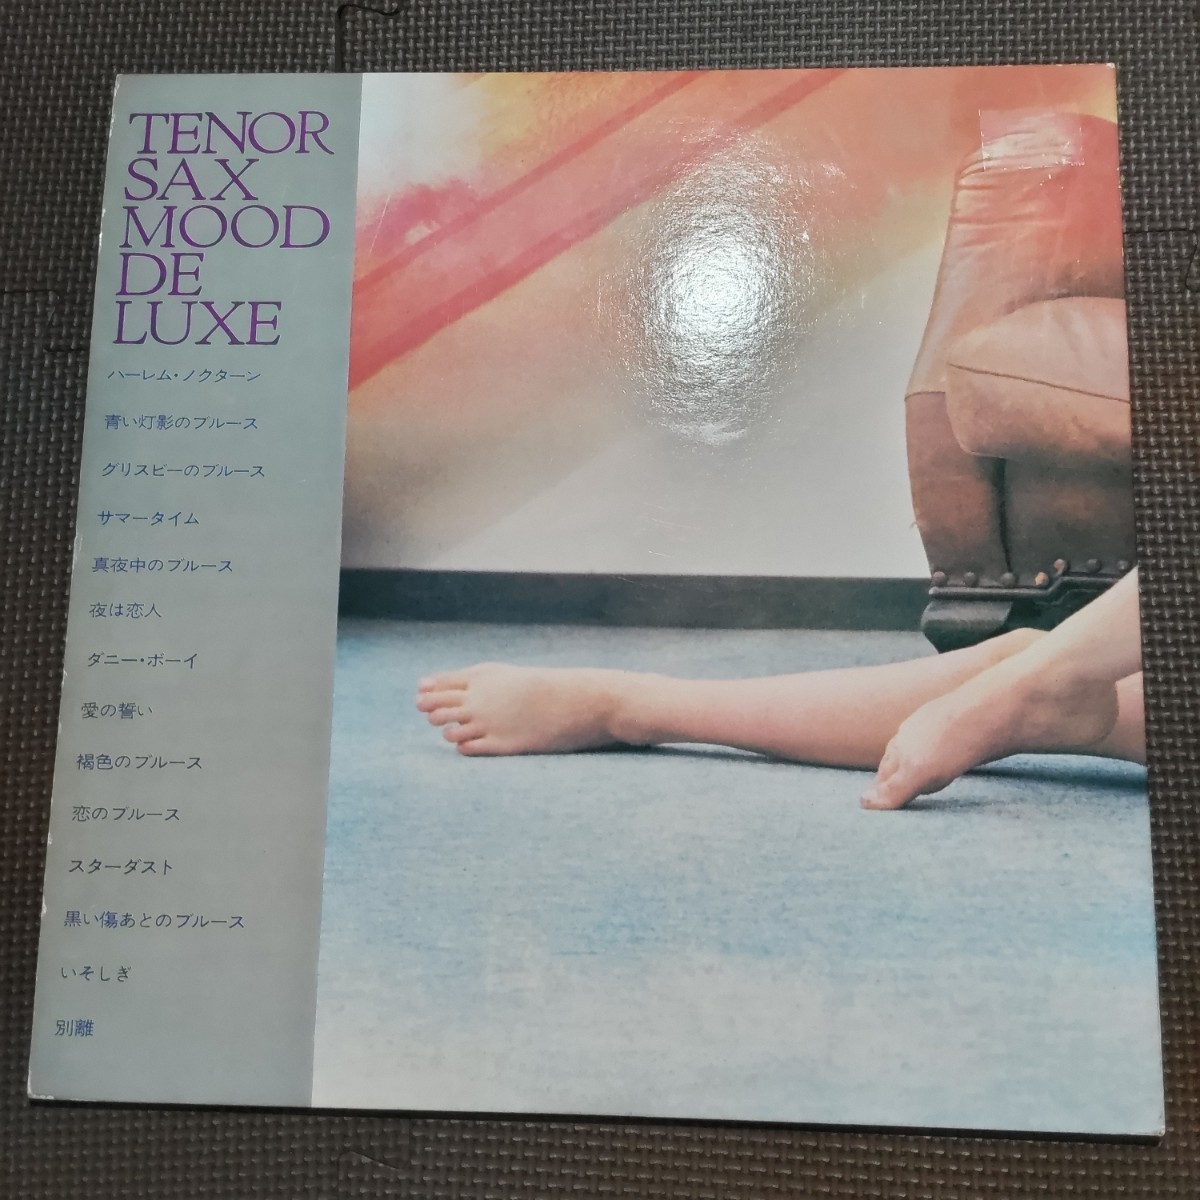 TENOR
SAX
MOOD
DE
LUXE
ハーレム・ノクターン
青い灯影のブルース
グリスビーのブルース
サマータイム
真夜中のブルース
夜は恋人
ダニー・ボーイ
愛の誓い
褐色のブルース
恋のブルース
スターダスト
黒い傷あとのブルース
いそしぎ
別離